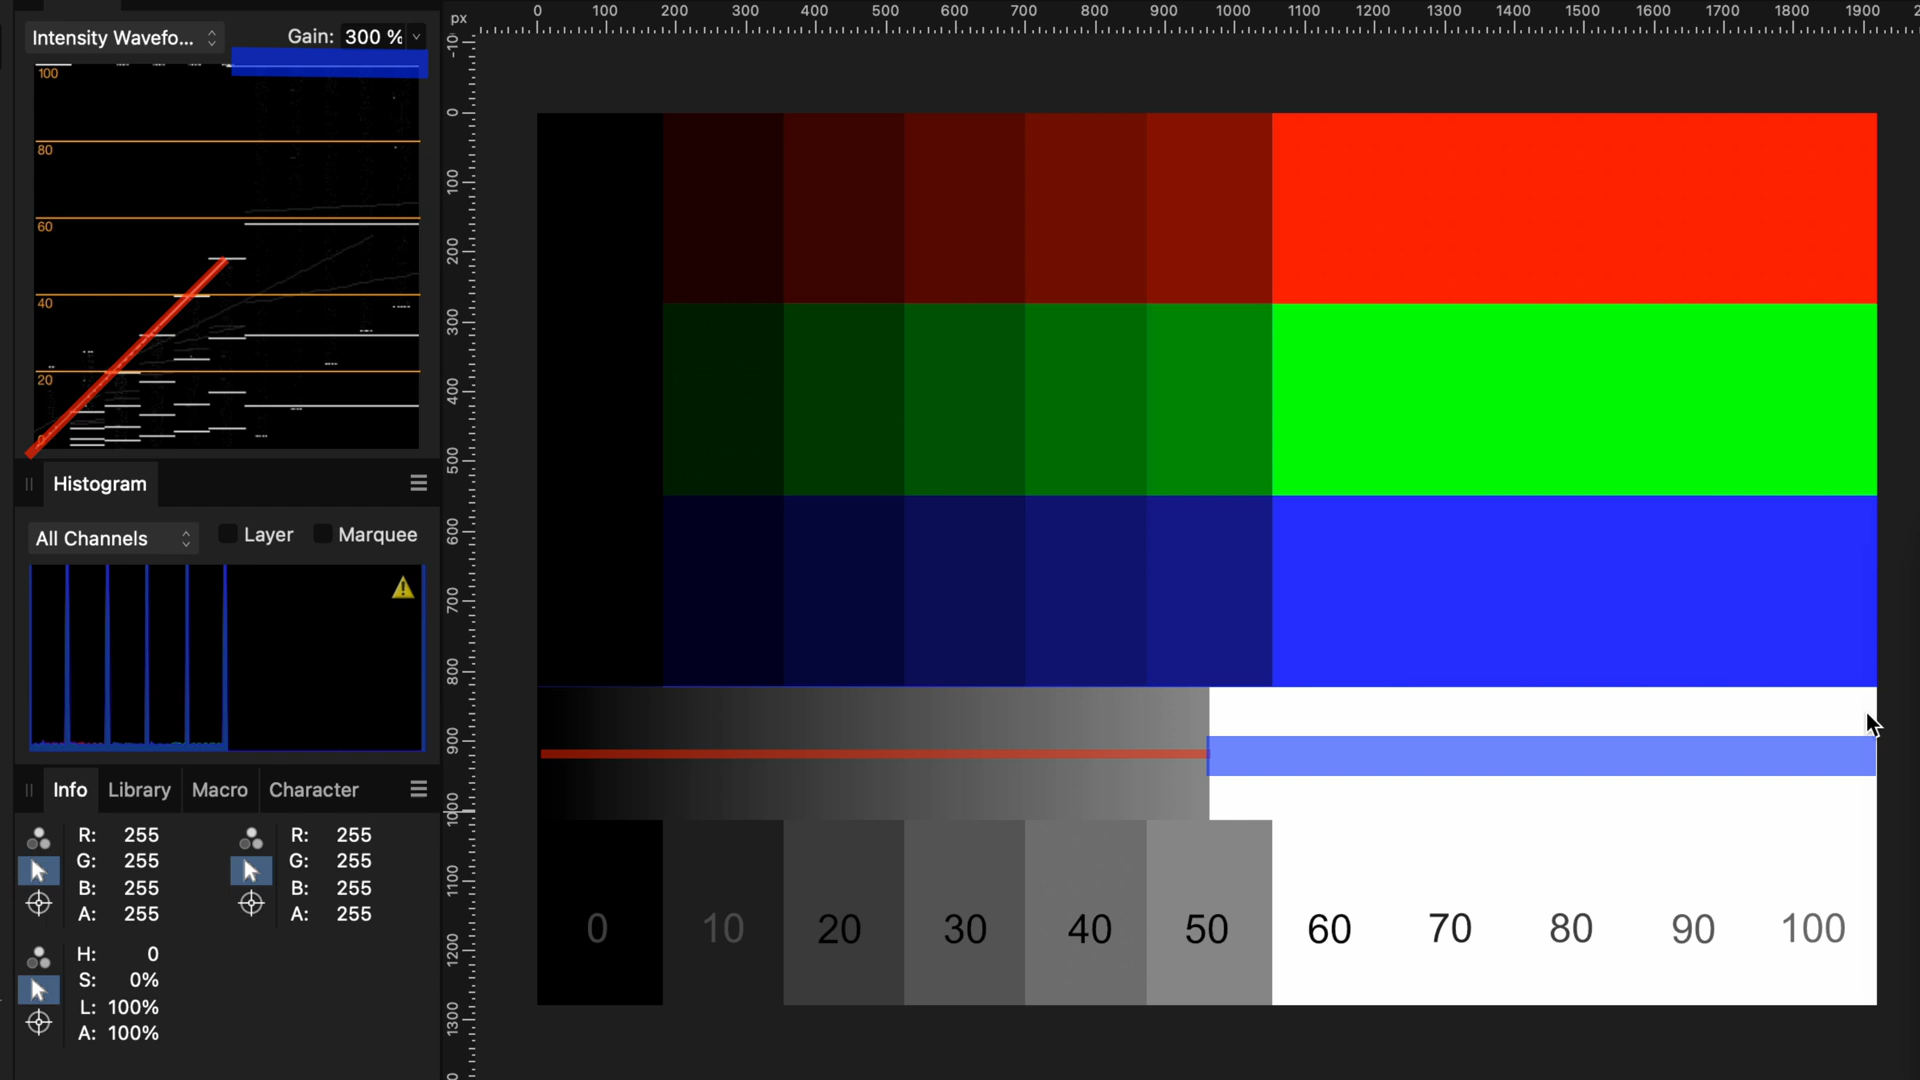 Intensity Wavefo...
Gain: 300 %
100
80
60
40
20
0
Histogram
All Channels
Layer
Marquee
Info
Library
Macro
Character
R: 255
G: 255
B: 255
A: 255
R: 255
G: 255
B: 255
A: 255
H: 0
S: 0%
L: 100%
A: 100%
px
0 100 200 300 400 500 600 700 800 900 1000 1100 1200 1300 1400 1500 1600 1700 1800 1900
0
100
200
300
400
500
600
700
800
900
1000
1100
1200
1300
0 10 20 30 40 50 60 70 80 90 100